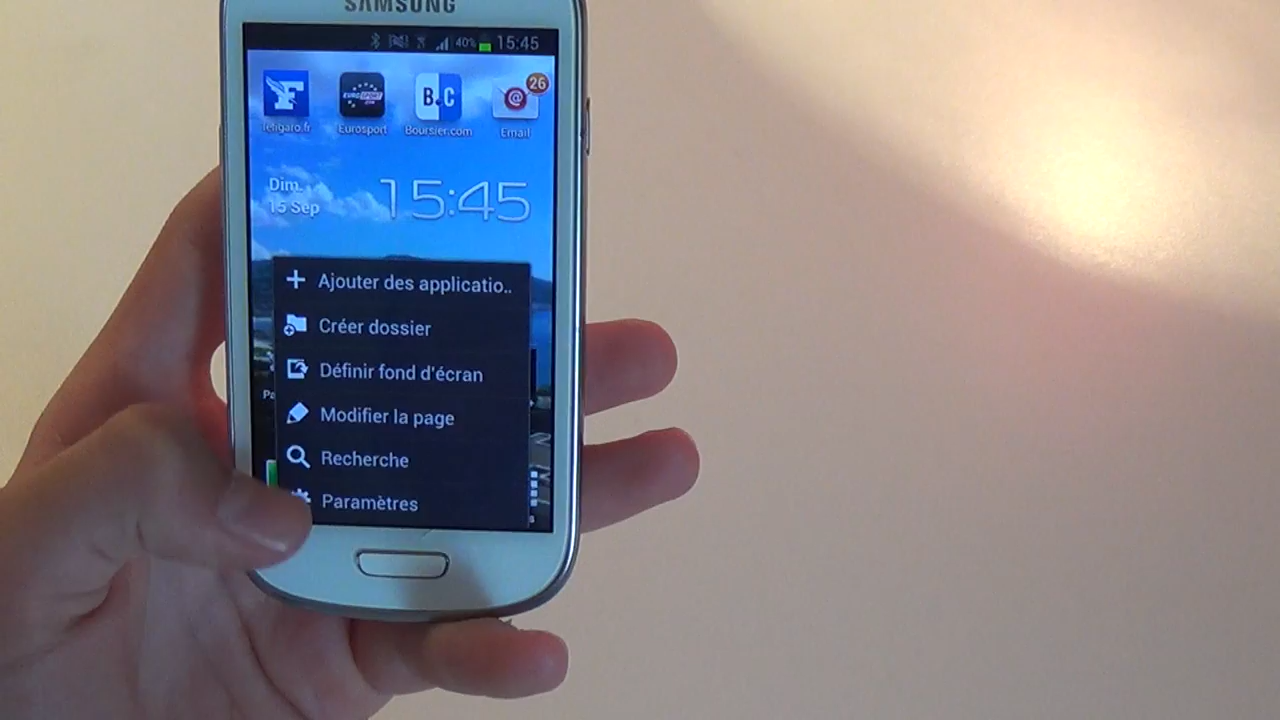 SAMSUNG
40% 15:45
F BC @ 26
lefigaro.fr Eurosport Boursier.com Email
Dim.
15 Sep
15:45
Ajouter des applicatio..
Créer dossier
Définir fond d'écran
Modifier la page
Recherche
Paramètres